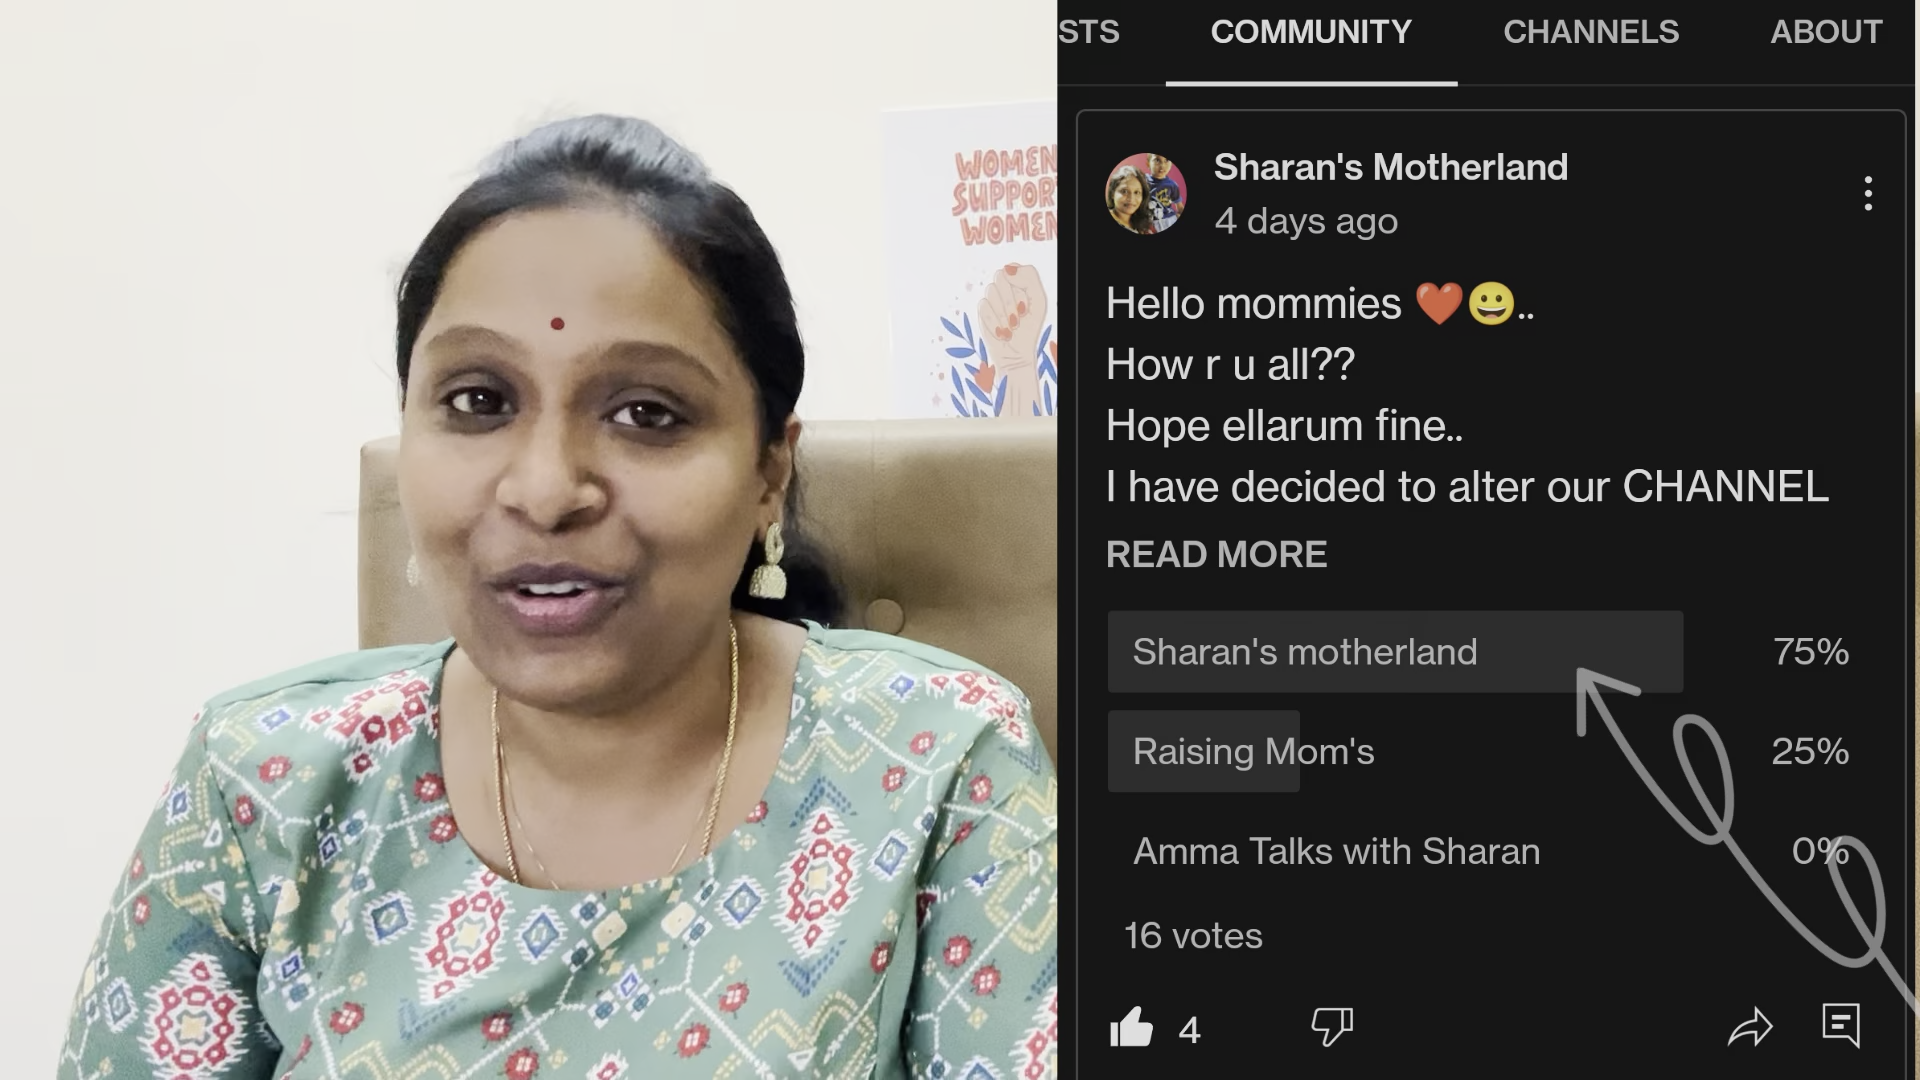 WOMEN
SUPPORT
WOMEN
STS
COMMUNITY
CHANNELS
ABOUT
Sharan's Motherland
4 days ago
Hello mommies ❤️😀..
How r u all??
Hope ellarum fine..
I have decided to alter our CHANNEL
READ MORE
Sharan's motherland 75%
Raising Mom's 25%
Amma Talks with Sharan 0%
16 votes
4